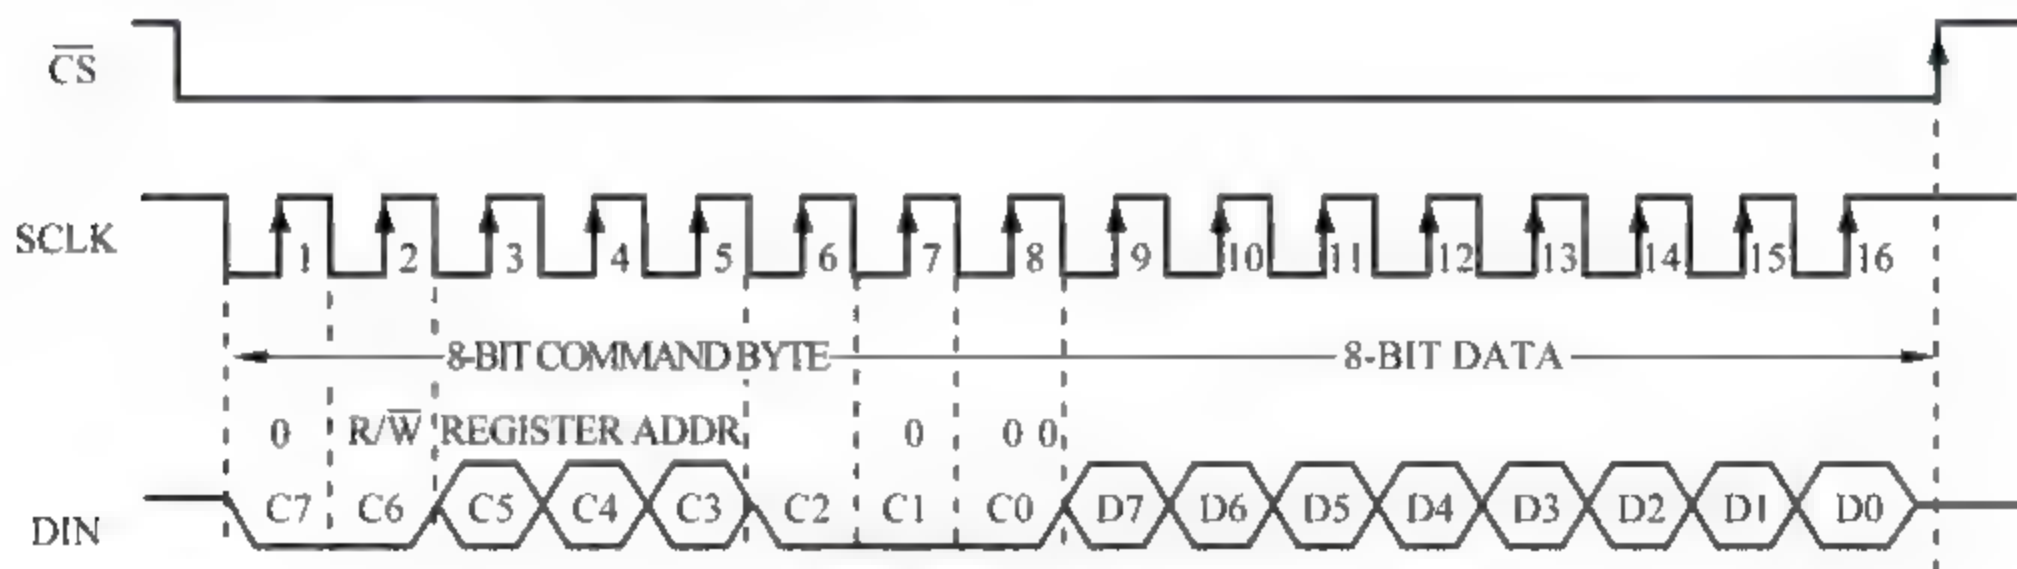 CS
SCLK
1 2 3 4 5 6 7 8 9 10 11 12 13 14 15 16
8-BIT COMMAND BYTE 8-BIT DATA
0 R/W REGISTER ADDR 0 0 0
DIN C7 C6 C5 C4 C3 C2 C1 C0 D7 D6 D5 D4 D3 D2 D1 D0